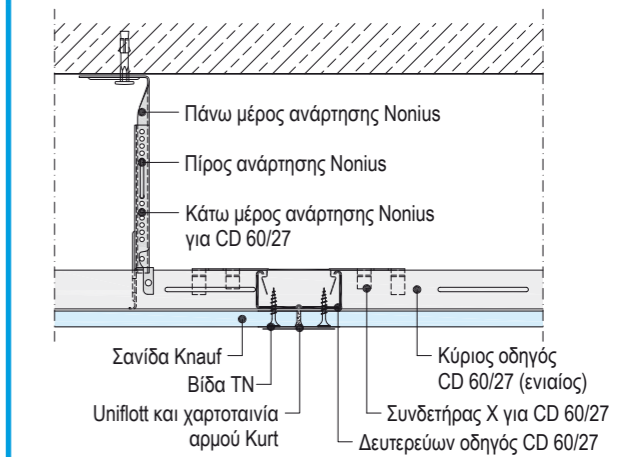 Πάνω μέρος ανάρτησης Nonius
Πίρος ανάρτησης Nonius
Κάτω μέρος ανάρτησης Nonius
για CD 60/27
Σανίδα Knauf
Βίδα TN
Uniflott και χαρτοταινία
αρμού Kurt
Κύριος οδηγός
CD 60/27 (ενιαίος)
Συνδετήρας X για CD 60/27
Δευτερεύων οδηγός CD 60/27